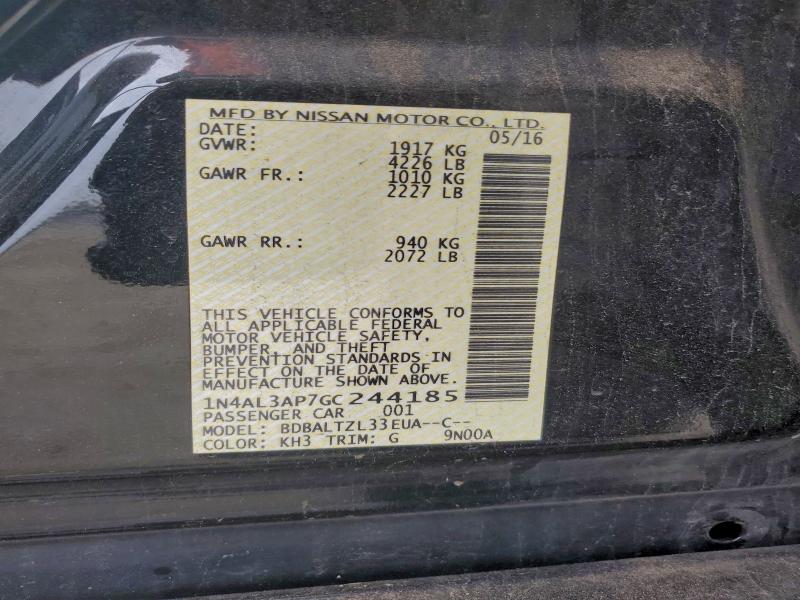 MFD BY NISSAN MOTOR CO., LTD.
DATE: 05/16
GVWR: 1917 KG
4226 LB
GAWR FR.: 1010 KG
2227 LB
GAWR RR.: 940 KG
2072 LB
THIS VEHICLE CONFORMS TO
ALL APPLICABLE FEDERAL
MOTOR VEHICLE SAFETY,
BUMPER, AND THEFT
PREVENTION STANDARDS IN
EFFECT ON THE DATE OF
MANUFACTURE SHOWN ABOVE.
1N4AL3AP7GC244185
PASSENGER CAR 001
MODEL: BDBALTZL33EUA--C--
COLOR: KH3 TRIM: G 9N00A